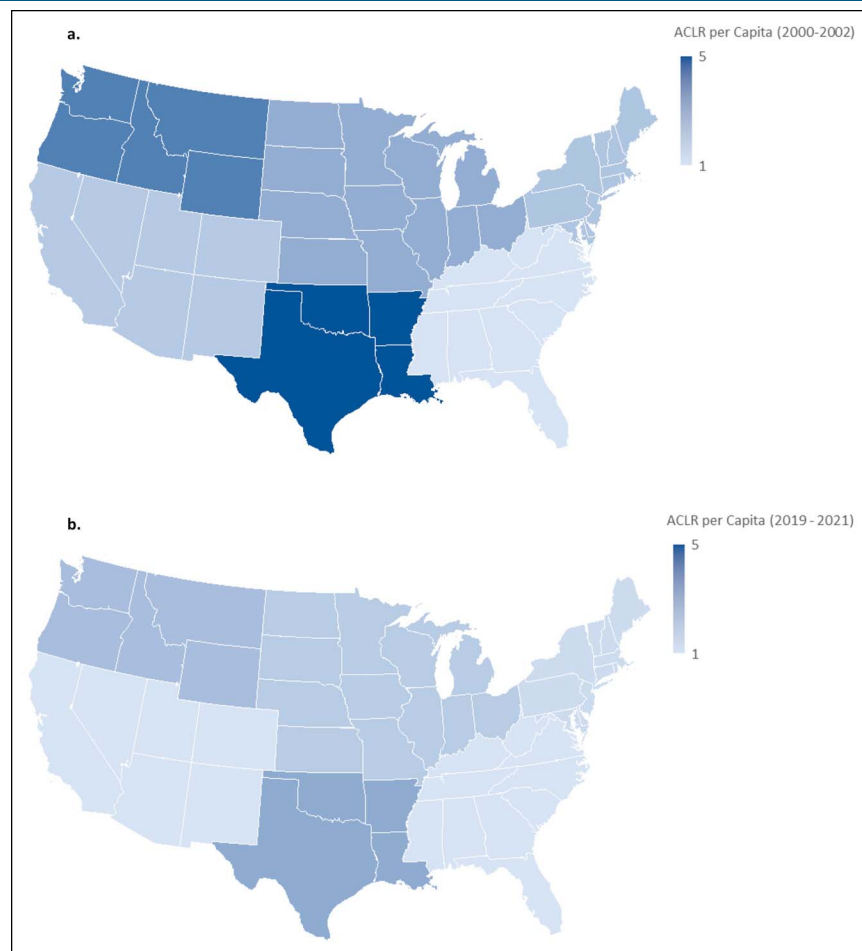 a.
ACLR per Capita (2000-2002)
5
1
b.
ACLR per Capita (2019 - 2021)
5
1